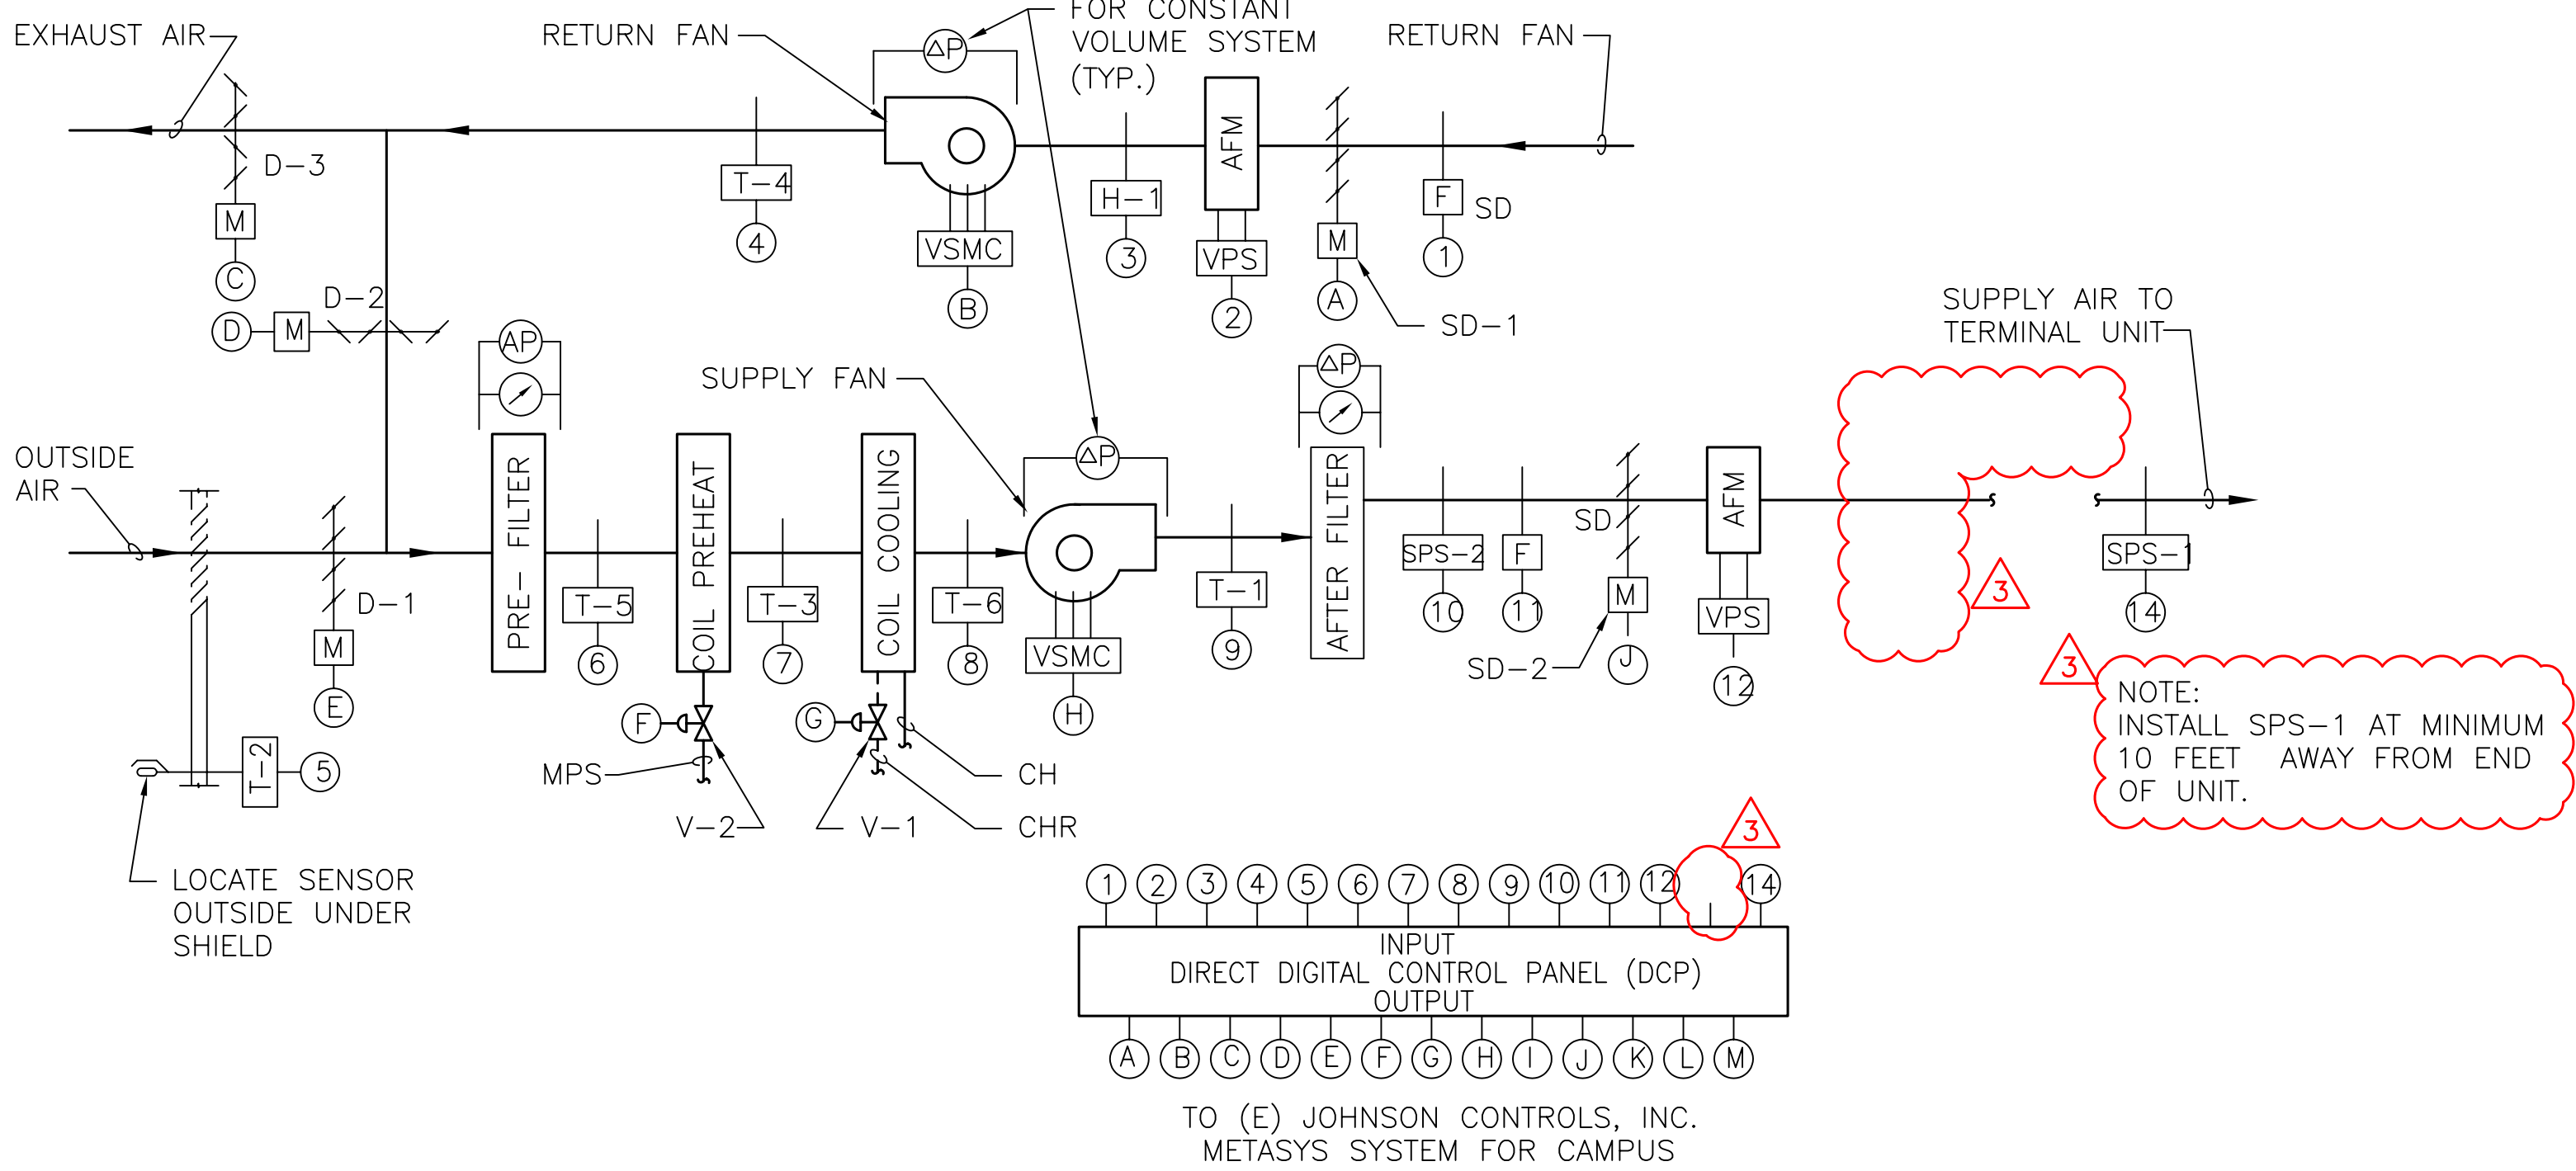 FOR CONSTANT
VOLUME SYSTEM
(TYP.)
EXHAUST AIR
RETURN FAN
ΔP
RETURN FAN
D-3
M
C
T-4
4
VSMC
B
H-1
3
AFM
VPS
2
M
A
SD-1
F
SD
1
D-2
D
M
AP
SUPPLY FAN
ΔP
ΔP
SUPPLY AIR TO
TERMINAL UNIT
OUTSIDE
AIR
D-1
M
E
PRE- FILTER
T-5
6
COIL PREHEAT
T-3
7
COIL COOLING
T-6
8
VSMC
H
T-1
9
AFTER FILTER
SPS-2
10
F
11
SD
M
J
SD-2
AFM
VPS
12
3
SPS-1
14
T-2
5
F
MPS
V-2
G
V-1
CH
CHR
3
NOTE:
INSTALL SPS-1 AT MINIMUM
10 FEET AWAY FROM END
OF UNIT.
LOCATE SENSOR
OUTSIDE UNDER
SHIELD
3
1 2 3 4 5 6 7 8 9 10 11 12 14
INPUT
DIRECT DIGITAL CONTROL PANEL (DCP)
OUTPUT
A B C D E F G H I J K L M
TO (E) JOHNSON CONTROLS, INC.
METASYS SYSTEM FOR CAMPUS